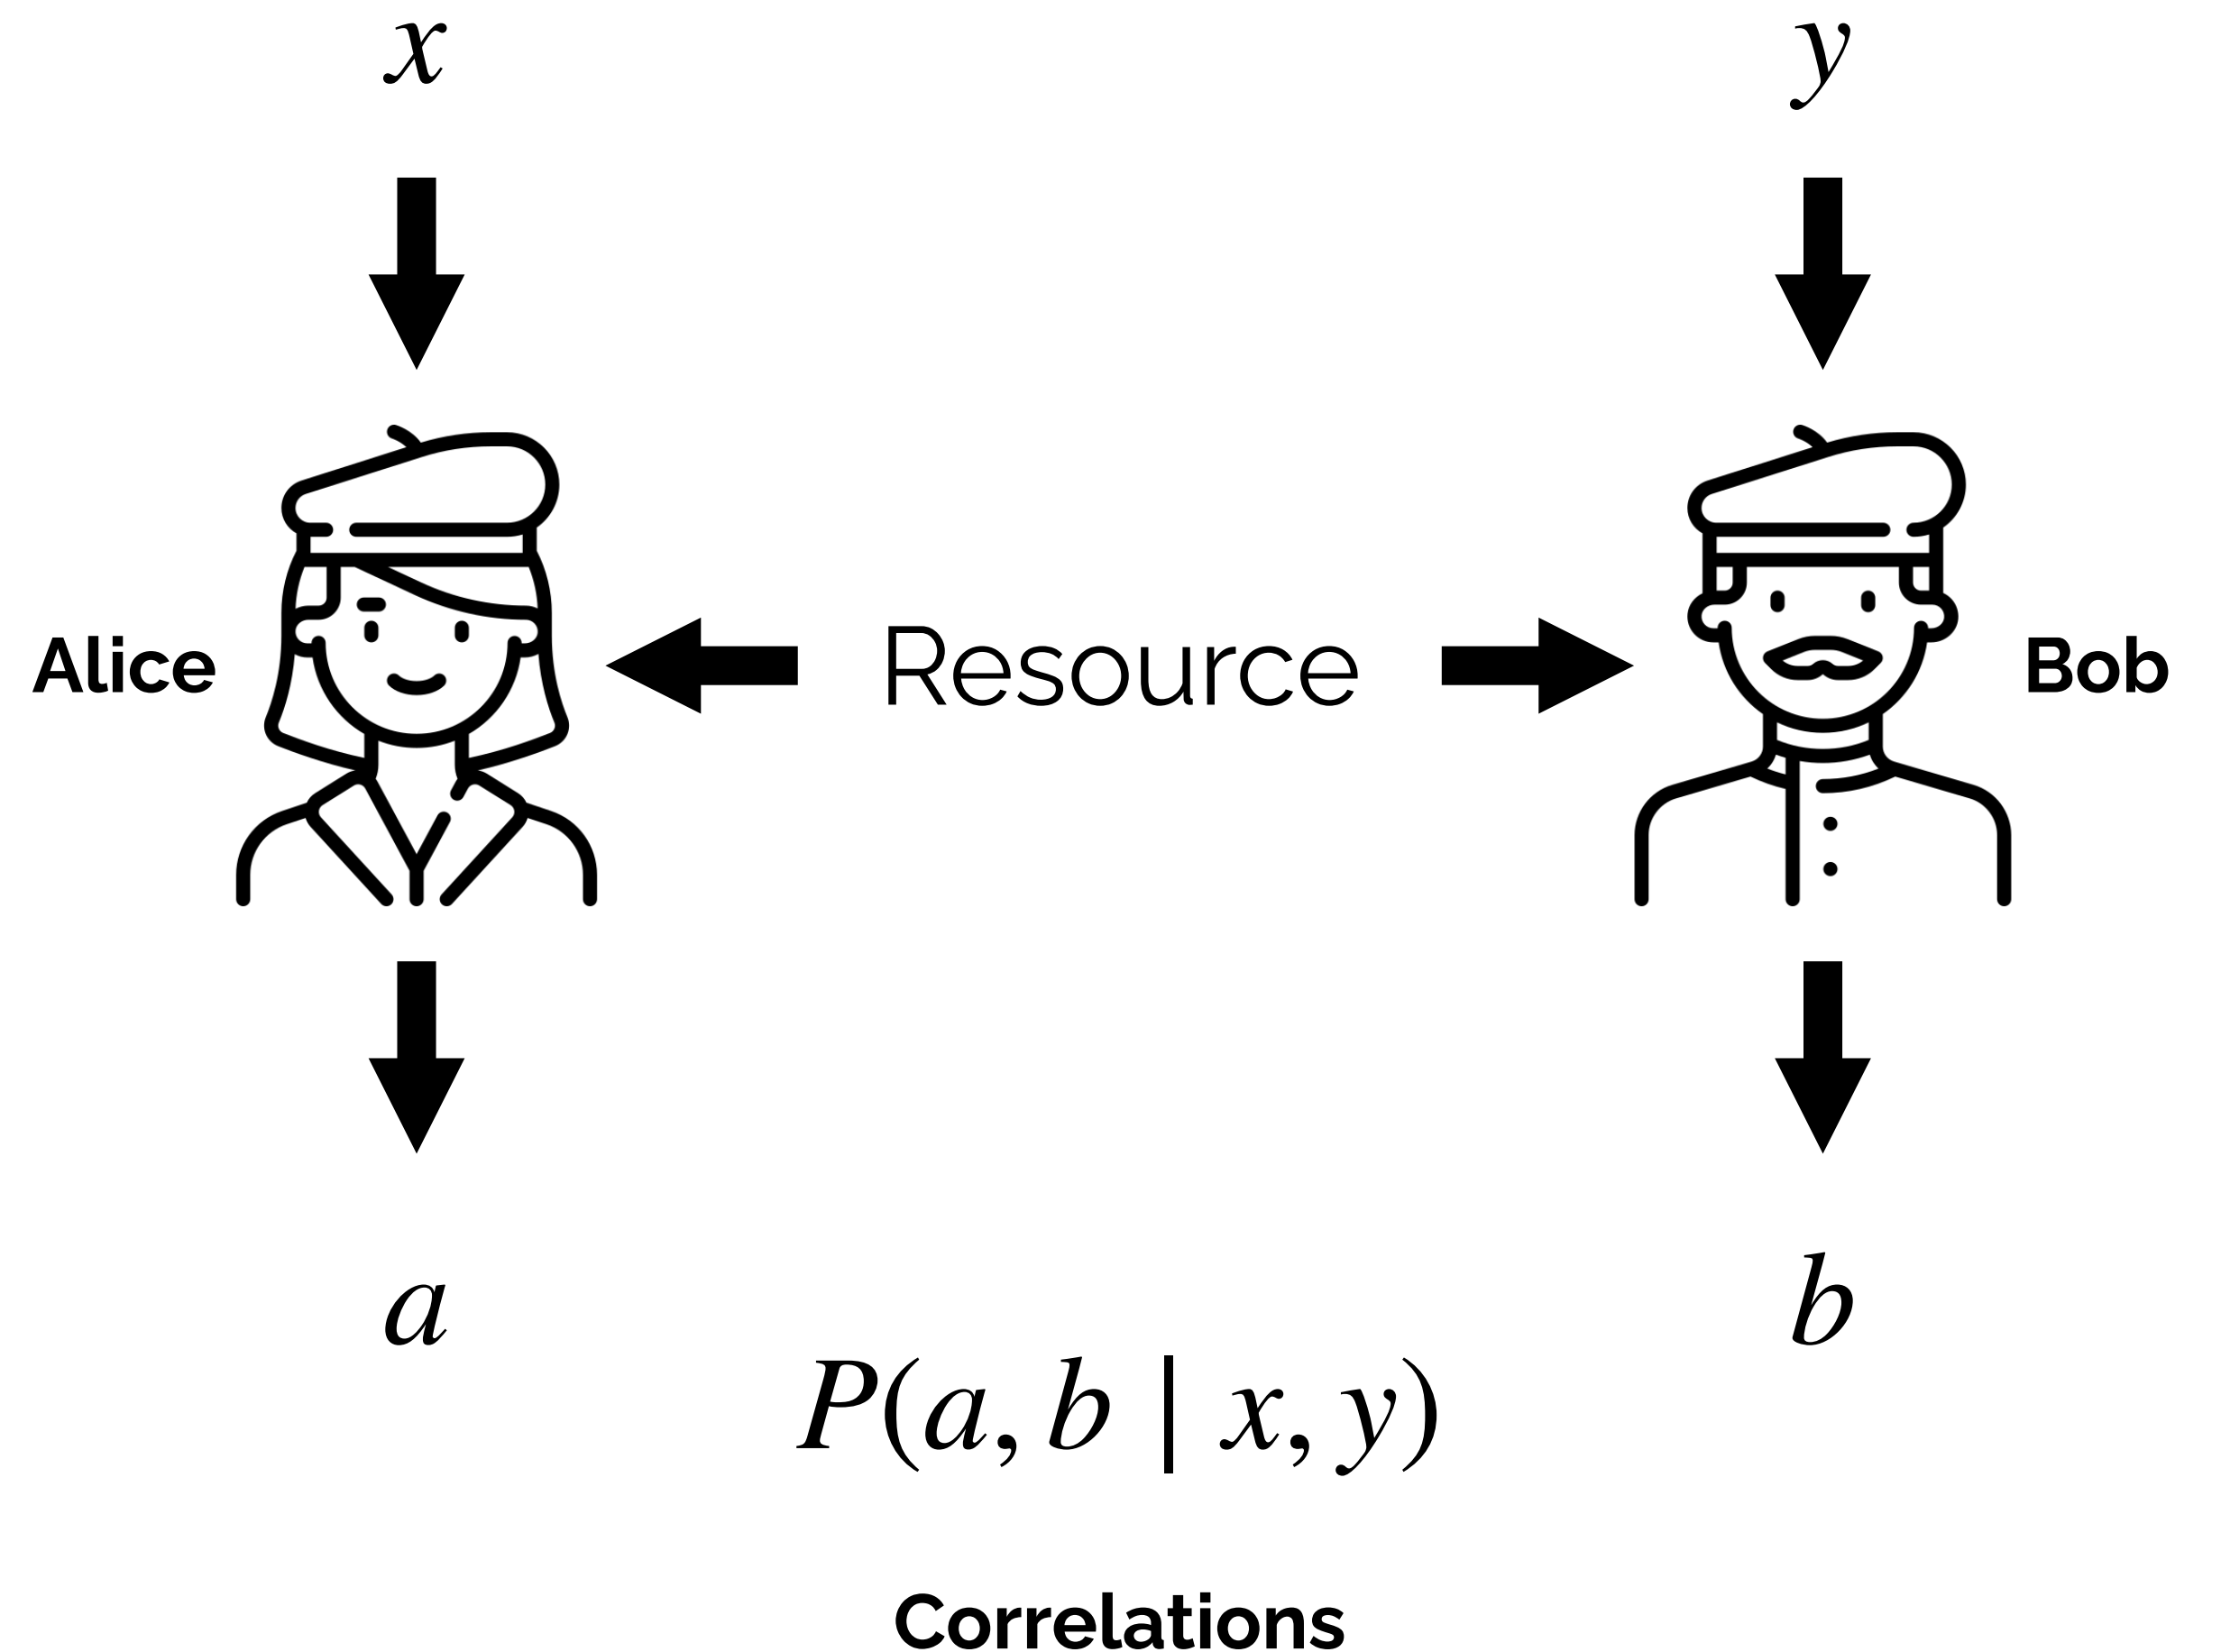 x
y
Alice
Resource
Bob
a
b
P(a, b | x, y)
Correlations